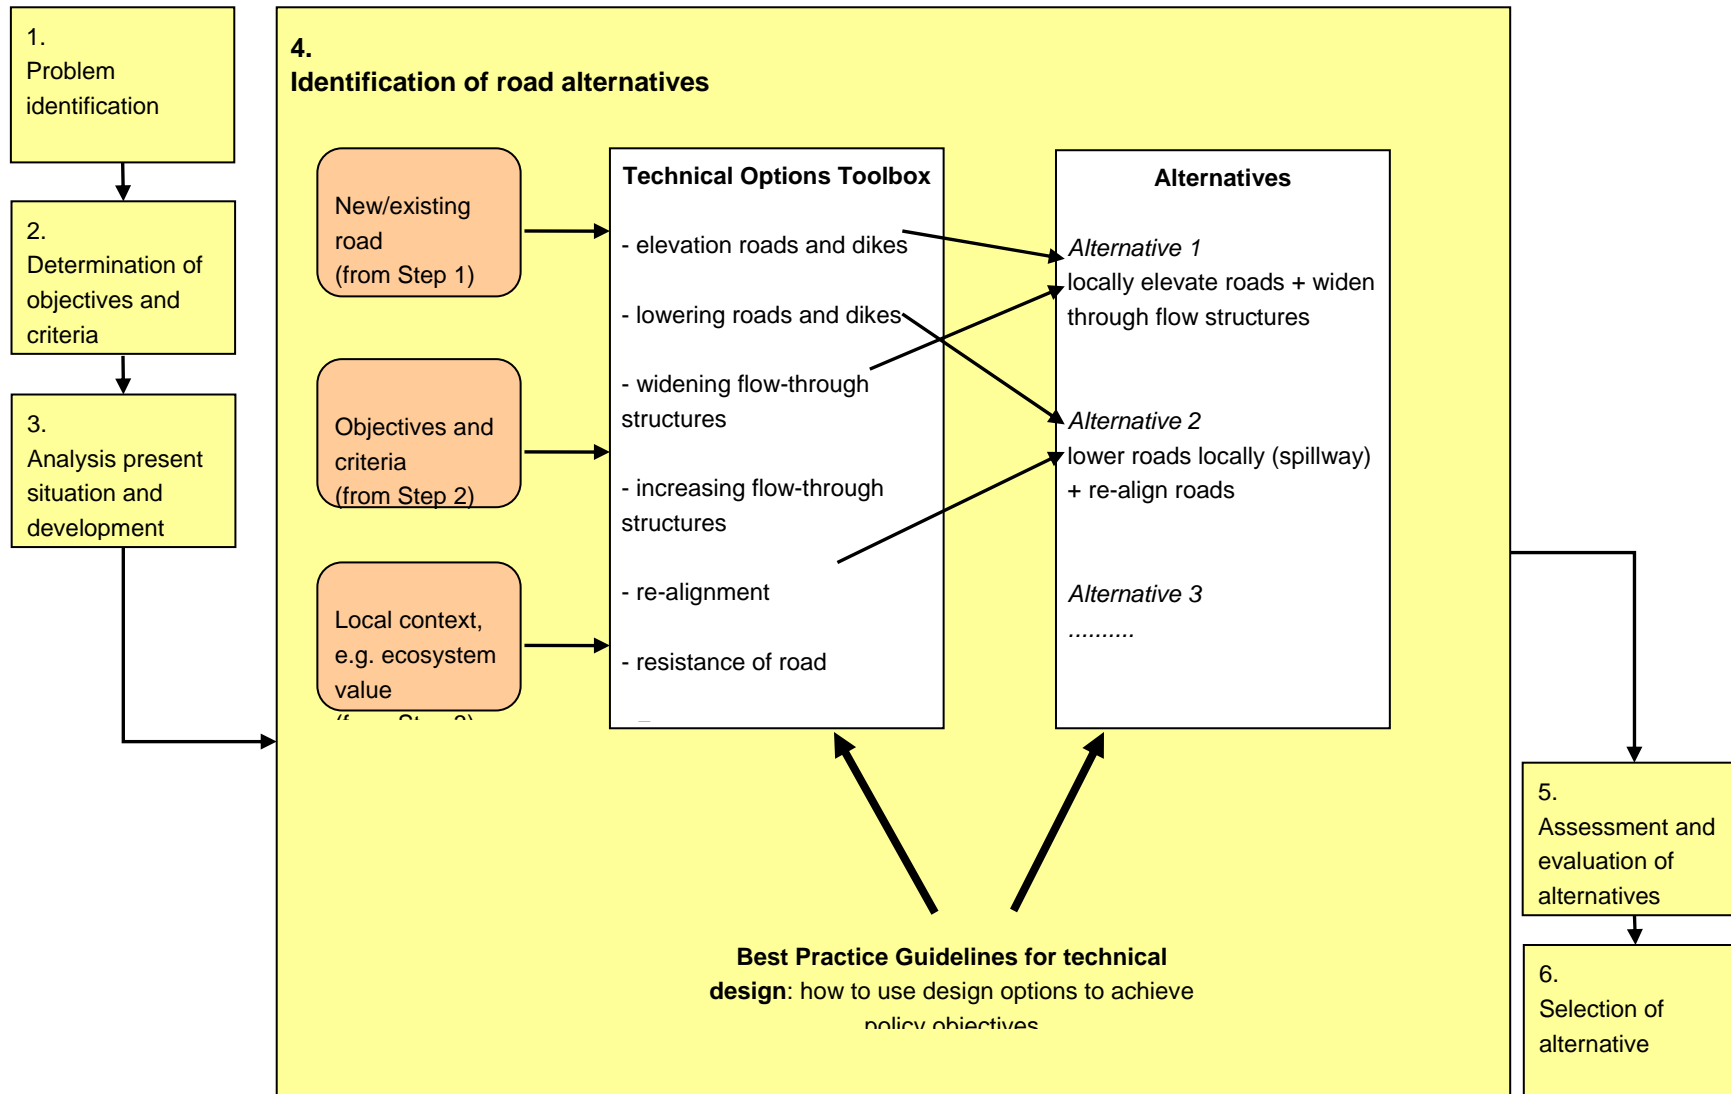 1.
Problem
identification
2.
Determination of
objectives and
criteria
3.
Analysis present
situation and
development
4.
Identification of road alternatives
New/existing
road
(from Step 1)
Objectives and
criteria
(from Step 2)
Local context,
e.g. ecosystem
value
Technical Options Toolbox
- elevation roads and dikes
- lowering roads and dikes
- widening flow-through
structures
- increasing flow-through
structures
- re-alignment
- resistance of road
Alternatives
Alternative 1
locally elevate roads + widen
through flow structures
Alternative 2
lower roads locally (spillway)
+ re-align roads
Alternative 3
..........
Best Practice Guidelines for technical
design: how to use design options to achieve
policy objectives
5.
Assessment and
evaluation of
alternatives
6.
Selection of
alternative